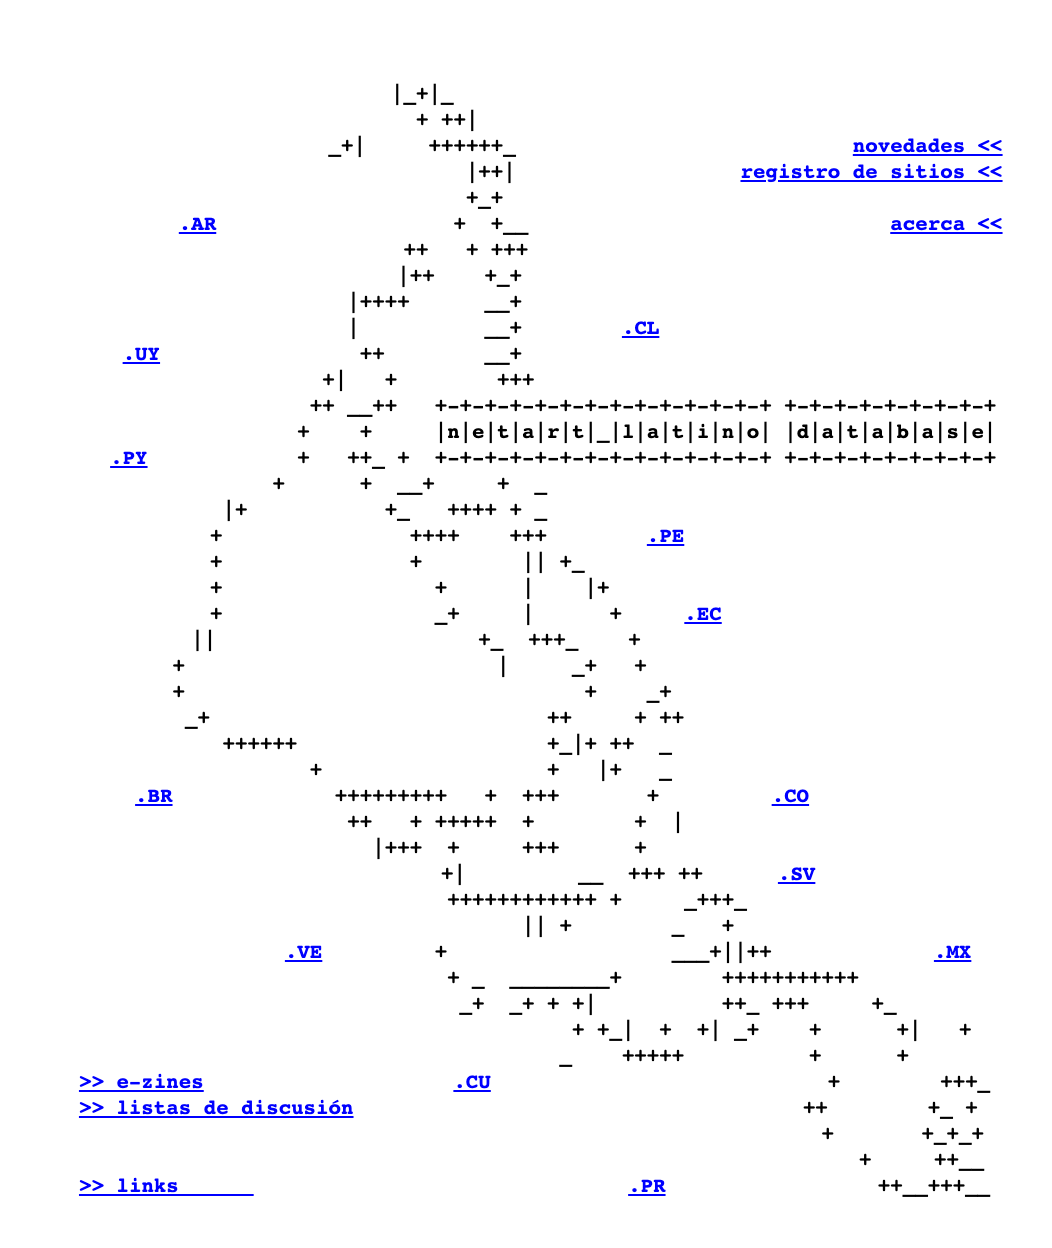 novedades <<
registro de sitios <<
.AR acerca <<
.CL
.UY
|n|e|t|a|r|t|_|l|a|t|i|n|o| |d|a|t|a|b|a|s|e|
.PY
.PE
.EC
.BR .CO
.SV
.VE .MX
>> e-zines .CU
>> listas de discusión
>> links .PR